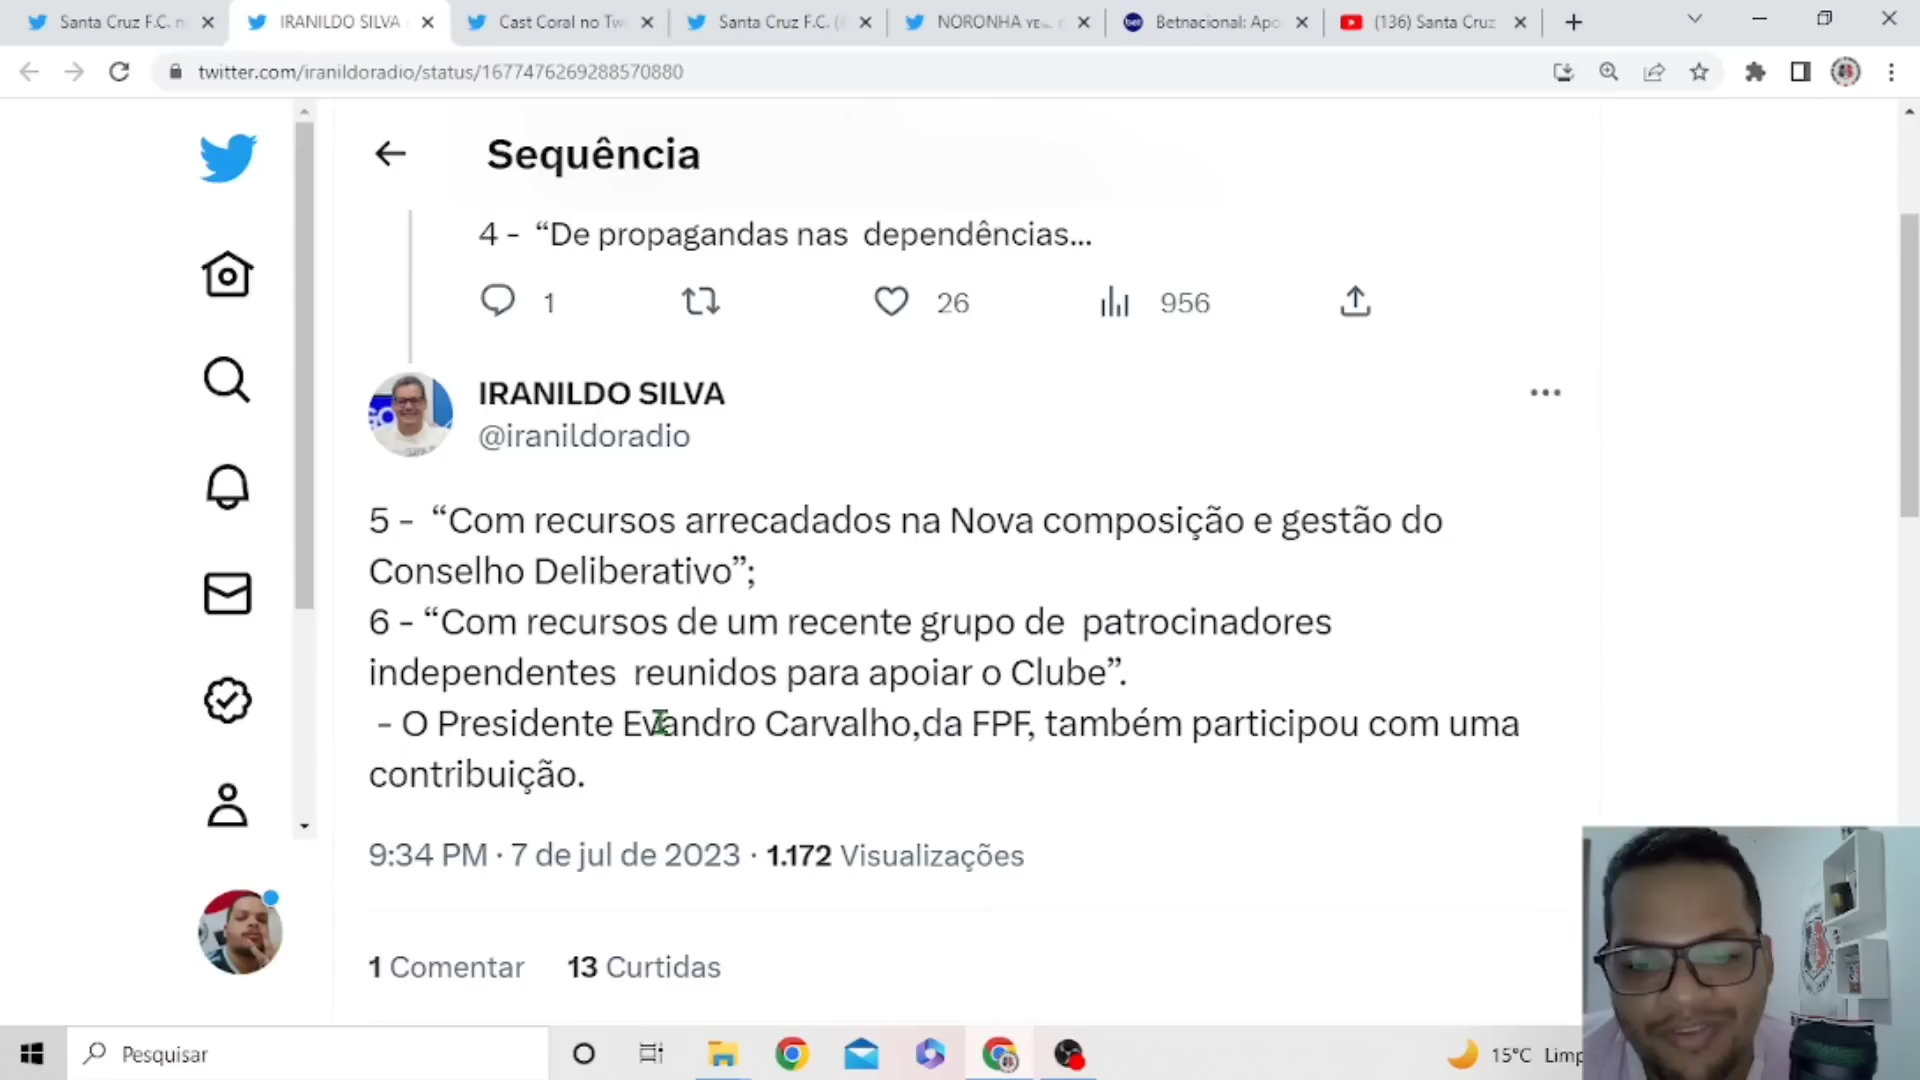 Santa Cruz F.C. n
IRANILDO SILVA
Cast Coral no Tw
Santa Cruz F.C. (
NORONHA
Betnacional: Apo
(136) Santa Cruz
twitter.com/iranildoradio/status/1677476269288570880
Sequência
4 - “De propagandas nas dependências...
1
26
956
IRANILDO SILVA
@iranildoradio
5 - “Com recursos arrecadados na Nova composição e gestão do
Conselho Deliberativo”;
6 - “Com recursos de um recente grupo de patrocinadores
independentes reunidos para apoiar o Clube”.
- O Presidente Evandro Carvalho,da FPF, também participou com uma
contribuição.
9:34 PM · 7 de jul de 2023 · 1.172 Visualizações
1 Comentar 13 Curtidas
Pesquisar
15°C Limp